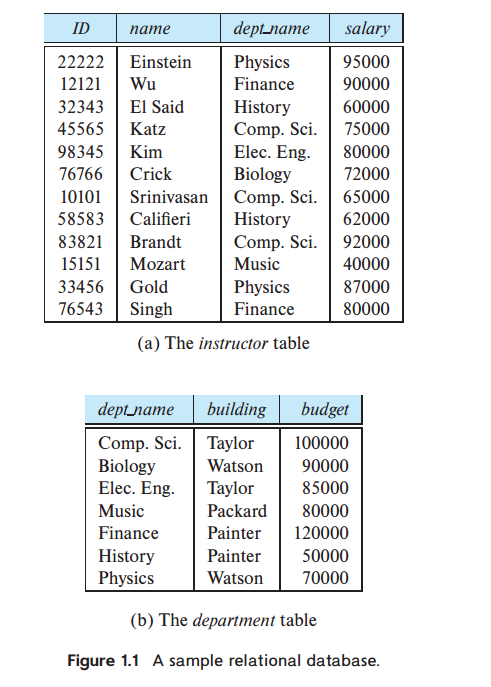 ID name dept_name salary
22222 Einstein Physics 95000
12121 Wu Finance 90000
32343 El Said History 60000
45565 Katz Comp. Sci. 75000
98345 Kim Elec. Eng. 80000
76766 Crick Biology 72000
10101 Srinivasan Comp. Sci. 65000
58583 Califieri History 62000
83821 Brandt Comp. Sci. 92000
15151 Mozart Music 40000
33456 Gold Physics 87000
76543 Singh Finance 80000
(a) The instructor table
dept_name building budget
Comp. Sci. Taylor 100000
Biology Watson 90000
Elec. Eng. Taylor 85000
Music Packard 80000
Finance Painter 120000
History Painter 50000
Physics Watson 70000
(b) The department table
Figure 1.1 A sample relational database.